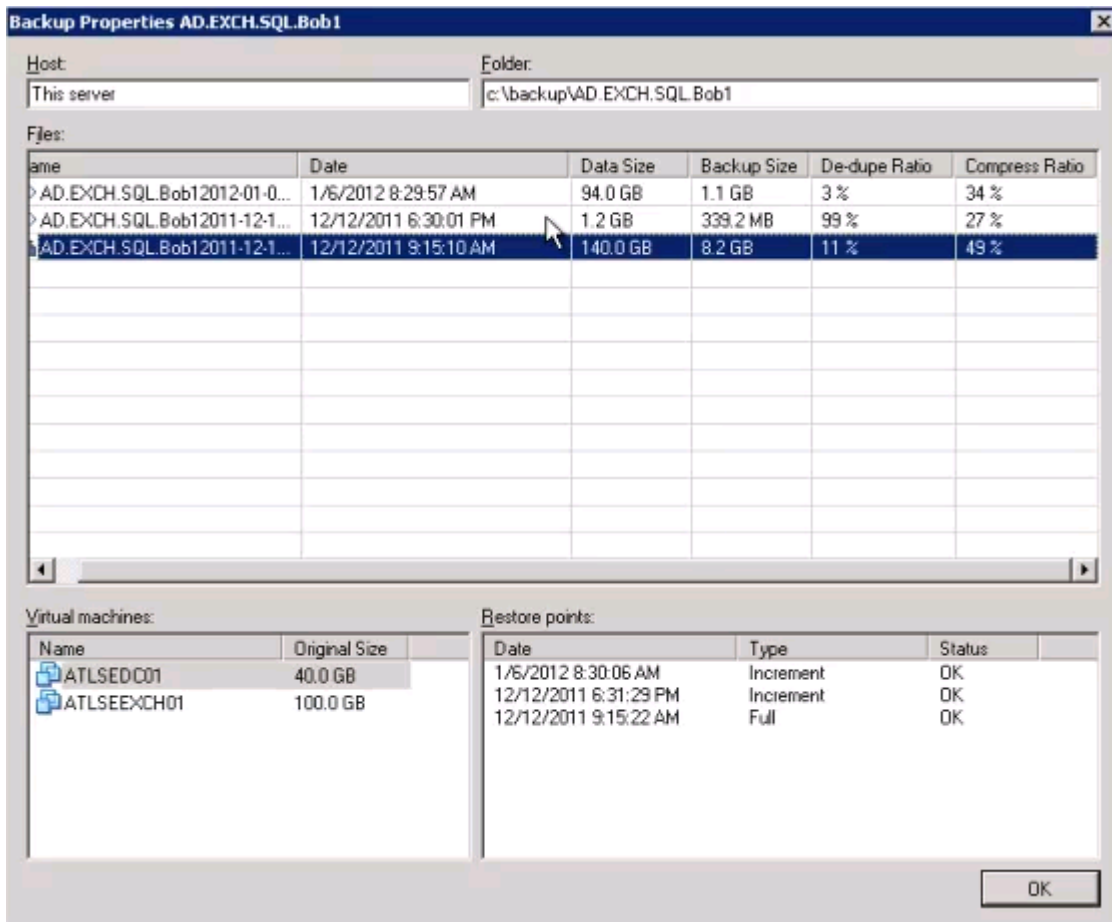 Backup Properties AD.EXCH.SQL.Bob1
Host: Folder:
This server c:\backup\AD.EXCH.SQL.Bob1
Files:
ame Date Data Size Backup Size De-dupe Ratio Compress Ratio
AD.EXCH.SQL.Bob12012-01-0... 1/6/2012 8:29:57 AM 94.0 GB 1.1 GB 3 % 34 %
AD.EXCH.SQL.Bob12011-12-1... 12/12/2011 6:30:01 PM 1.2 GB 339.2 MB 99 % 27 %
AD.EXCH.SQL.Bob12011-12-1... 12/12/2011 9:15:10 AM 140.0 GB 8.2 GB 11 % 49 %
Virtual machines: Restore points:
Name Original Size Date Type Status
ATLSEDC01 40.0 GB 1/6/2012 8:30:06 AM Increment OK
ATLSEEXCH01 100.0 GB 12/12/2011 6:31:29 PM Increment OK
12/12/2011 9:15:22 AM Full OK
OK